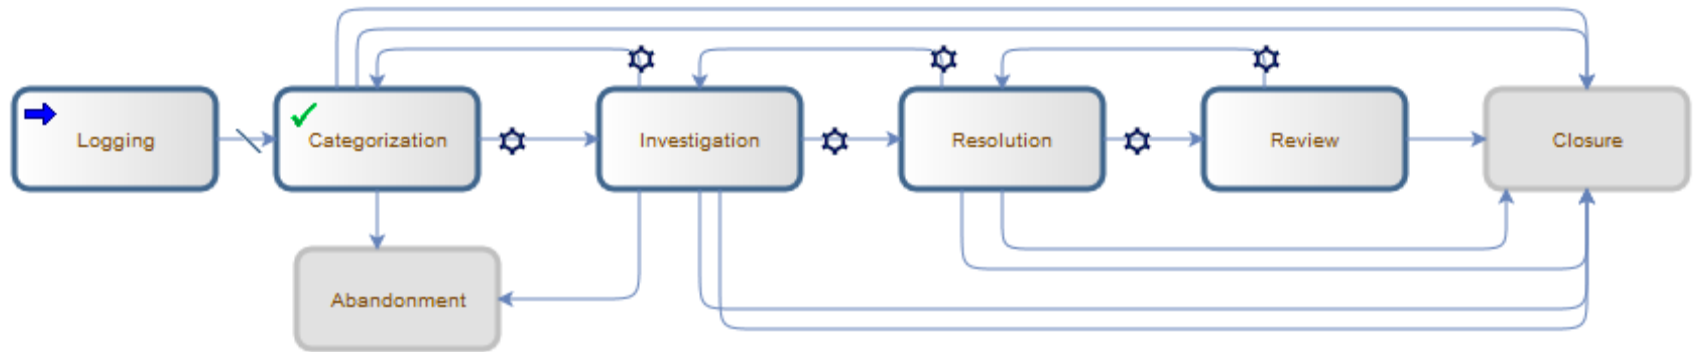 Logging
Categorization
Investigation
Resolution
Review
Closure
Abandonment